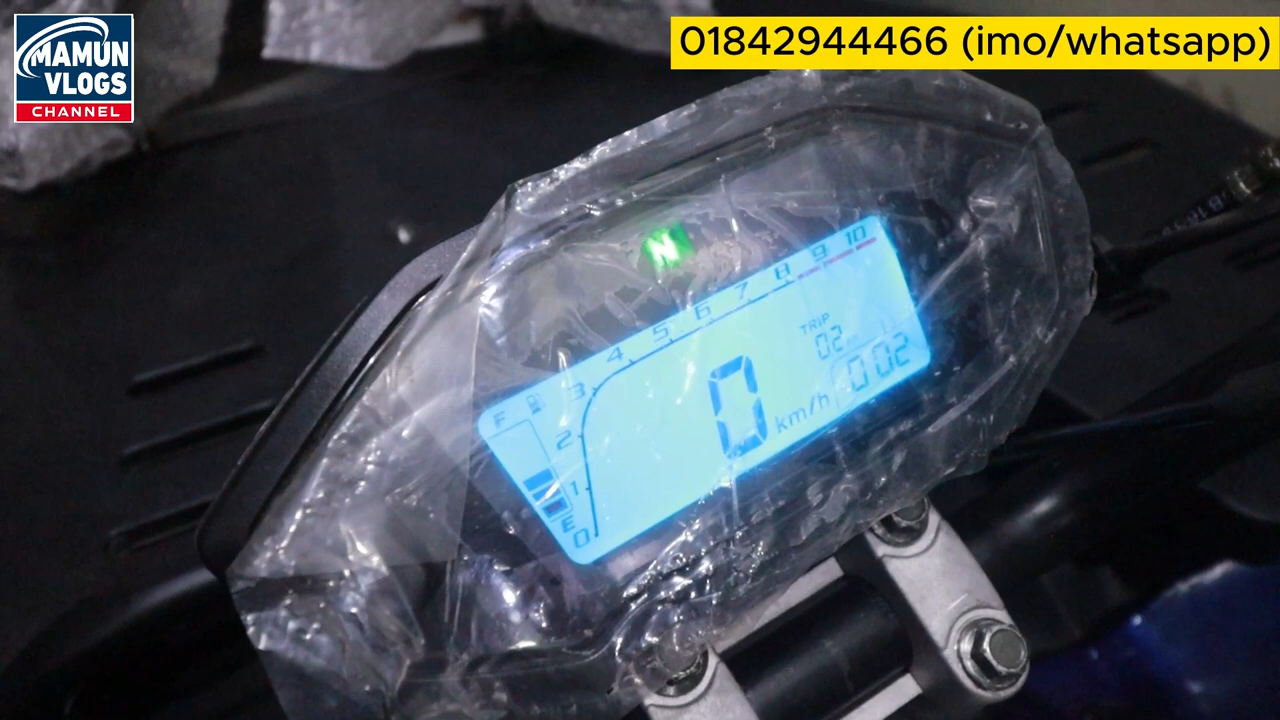 MAMUN
VLOGS
CHANNEL
01842944466 (imo/whatsapp)
N
0 1 2 3 4 5 6 7 8 9 10
F
E
TRIP
02
002
0 km/h